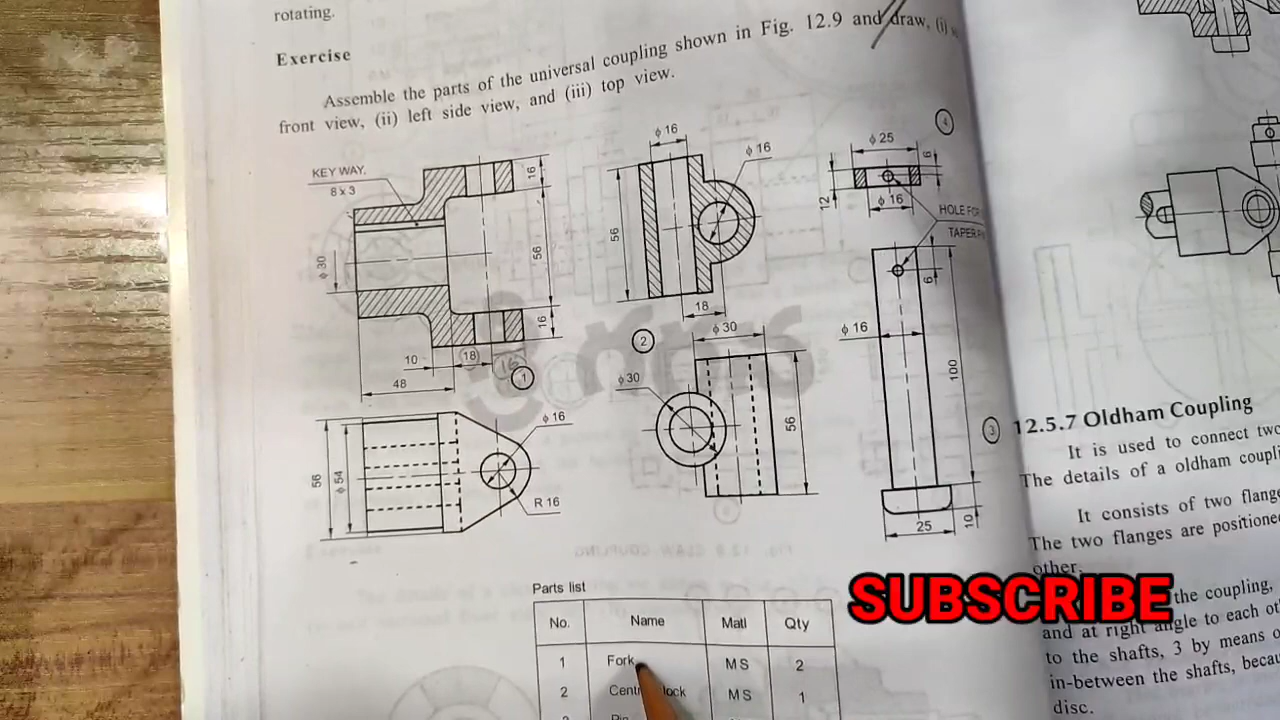 rotating.
Exercise
Assemble the parts of the universal coupling shown in Fig. 12.9 and draw, (i)
front view, (ii) left side view, and (iii) top view.
KEY WAY.
8 x 3
ϕ 30
16
56
16
10
18
16
48
1
ϕ 16
ϕ 16
56
18
2
ϕ 30
ϕ 30
56
4
ϕ 25
6
12
ϕ 16
HOLE FOR
TAPER
6
ϕ 16
100
3
25
10
56
ϕ 54
ϕ 16
R 16
Parts list
No. Name Matl Qty
1 Fork MS 2
2 MS 1
12.5.7 Oldham Coupling
It is used to connect two
The details of a oldham
It consists of two
The two flanges are
other.
SUBSCRIBE
the coupling,
and at right angle to each
to the shafts, 3 by means
in-between the shafts,
disc.